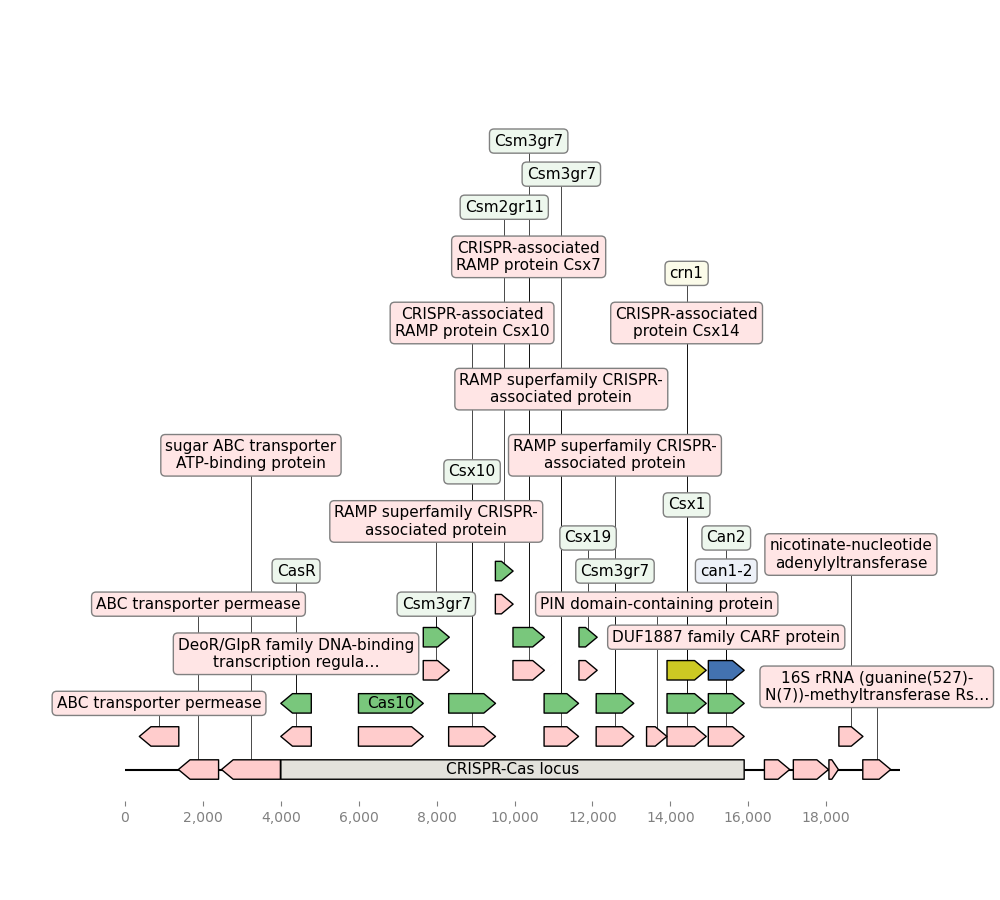 Csm3gr7
Csm3gr7
Csm2gr11
CRISPR-associated
RAMP protein Csx7
crn1
CRISPR-associated
RAMP protein Csx10
CRISPR-associated
protein Csx14
RAMP superfamily CRISPR-
associated protein
sugar ABC transporter
ATP-binding protein
RAMP superfamily CRISPR-
associated protein
Csx10
Csx1
RAMP superfamily CRISPR-
associated protein
Csx19
Can2
nicotinate-nucleotide
adenylyltransferase
CasR
Csm3gr7
can1-2
ABC transporter permease
Csm3gr7
PIN domain-containing protein
DeoR/GlpR family DNA-binding
transcription regula...
DUF1887 family CARF protein
16S rRNA (guanine(527)-
N(7))-methyltransferase Rs...
ABC transporter permease
Cas10
CRISPR-Cas locus
0 2,000 4,000 6,000 8,000 10,000 12,000 14,000 16,000 18,000